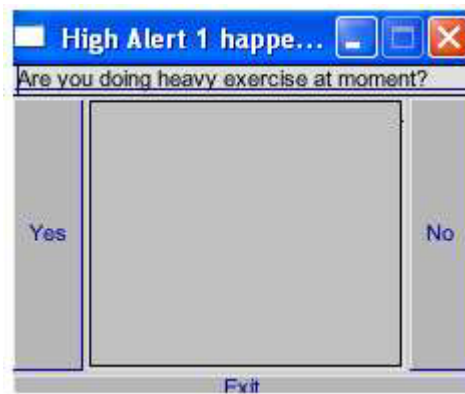 High Alert 1 happe...
Are you doing heavy exercise at moment?
Yes
No
Exit